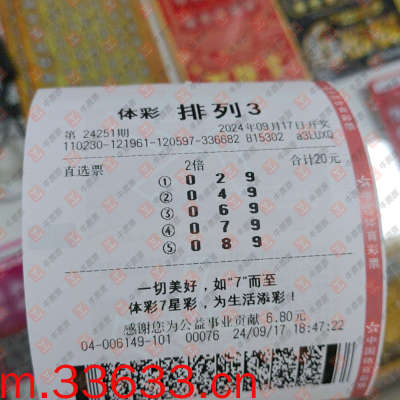 体彩 排列3
第 24251期 2024年09月17日开奖
110230-121961-120597-336682 815302 a3LUXQ
直选票 2倍 合计20元
① 0 2 9
② 0 4 9
③ 0 6 9
④ 0 7 9
⑤ 0 8 9
一切美好，如“7”而至
体彩7星彩，为生活添彩！
感谢您为公益事业贡献 6.80元
04-006149-101 00076 24/09/17 18:47:22
m.33633.cn